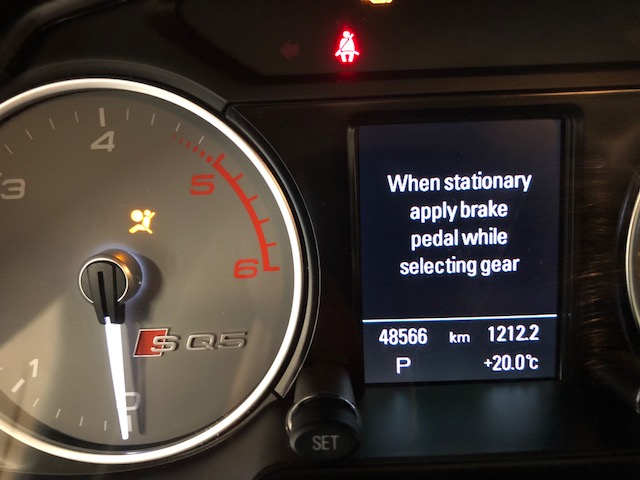 4
3
5
6
SQ5
1
0
When stationary
apply brake
pedal while
selecting gear
48566 km 1212.2
P +20.0°C
SET